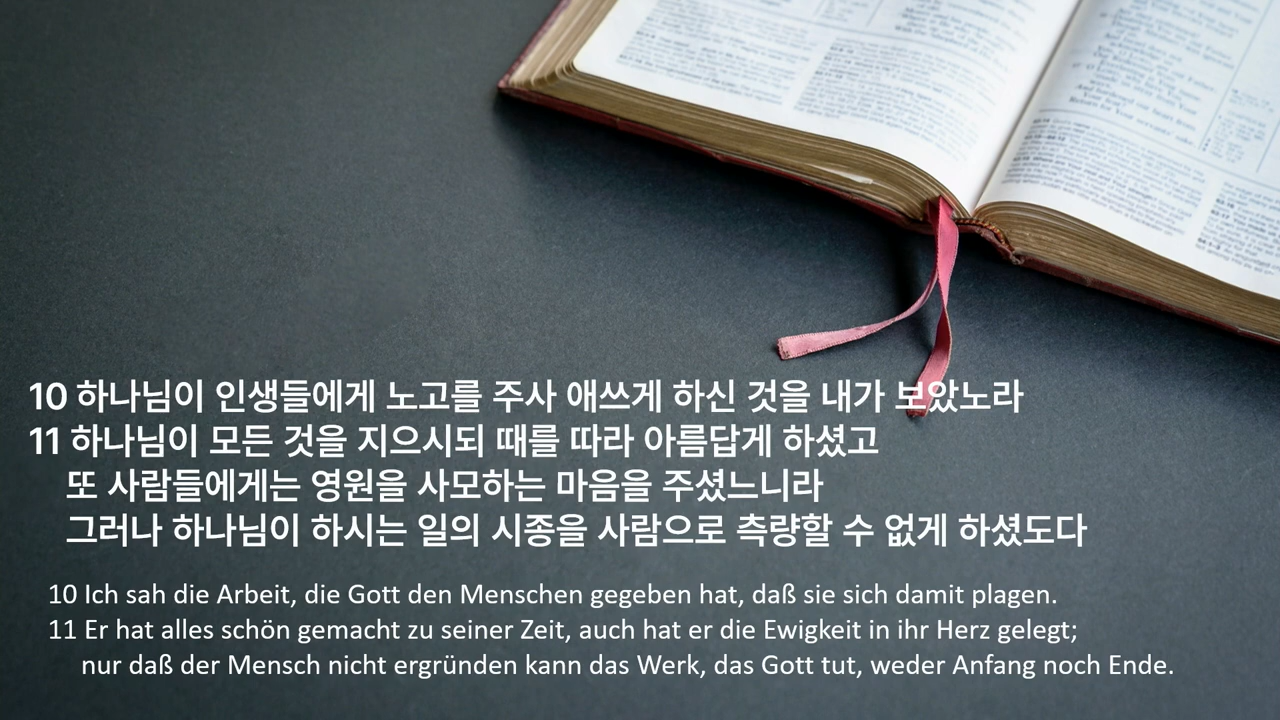 10 하나님이 인생들에게 노고를 주사 애쓰게 하신 것을 내가 보았노라
11 하나님이 모든 것을 지으시되 때를 따라 아름답게 하셨고
또 사람들에게는 영원을 사모하는 마음을 주셨느니라
그러나 하나님이 하시는 일의 시종을 사람으로 측량할 수 없게 하셨도다
10 Ich sah die Arbeit, die Gott den Menschen gegeben hat, daß sie sich damit plagen.
11 Er hat alles schön gemacht zu seiner Zeit, auch hat er die Ewigkeit in ihr Herz gelegt;
nur daß der Mensch nicht ergründen kann das Werk, das Gott tut, weder Anfang noch Ende.